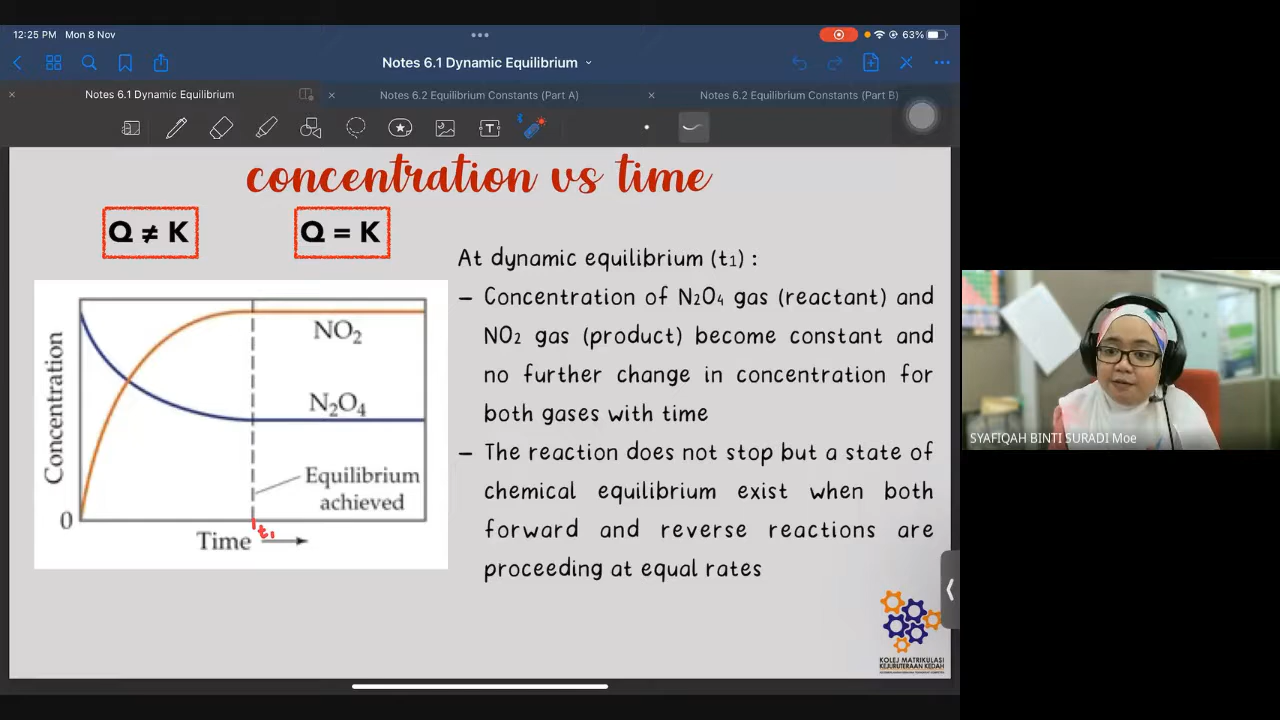 12:25 PM Mon 8 Nov
63%
Notes 6.1 Dynamic Equilibrium
Notes 6.1 Dynamic Equilibrium
Notes 6.2 Equilibrium Constants (Part A)
Notes 6.2 Equilibrium Constants (Part B)
concentration vs time
Q ≠ K
Q = K
At dynamic equilibrium (t₁) :
– Concentration of N₂O₄ gas (reactant) and
NO₂ gas (product) become constant and
no further change in concentration for
both gases with time
– The reaction does not stop but a state of
chemical equilibrium exist when both
forward and reverse reactions are
proceeding at equal rates
Concentration
NO₂
N₂O₄
Equilibrium
achieved
0
t₁
Time
SYAFIQAH BINTI SURADI Moe
KOLEJ MATRIKULASI
KEJURUTERAAN KEDAH